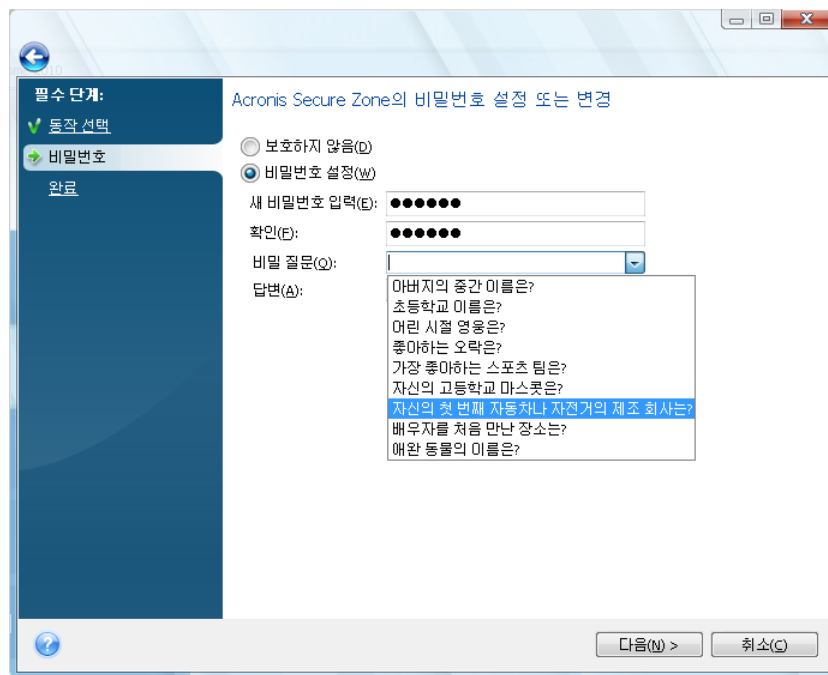 필수 단계:
동작 선택
비밀번호
완료
Acronis Secure Zone의 비밀번호 설정 또는 변경
보호하지 않음(D)
비밀번호 설정(W)
새 비밀번호 입력(E): ●●●●●●
확인(F): ●●●●●●
비밀 질문(Q):
답변(A):
아버지의 중간 이름은?
초등학교 이름은?
어린 시절 영웅은?
좋아하는 오락은?
가장 좋아하는 스포츠 팀은?
자신의 고등학교 마스콧은?
자신의 첫 번째 자동차나 자전거의 제조 회사는?
배우자를 처음 만난 장소는?
애완 동물의 이름은?
다음(N) > 취소(C)